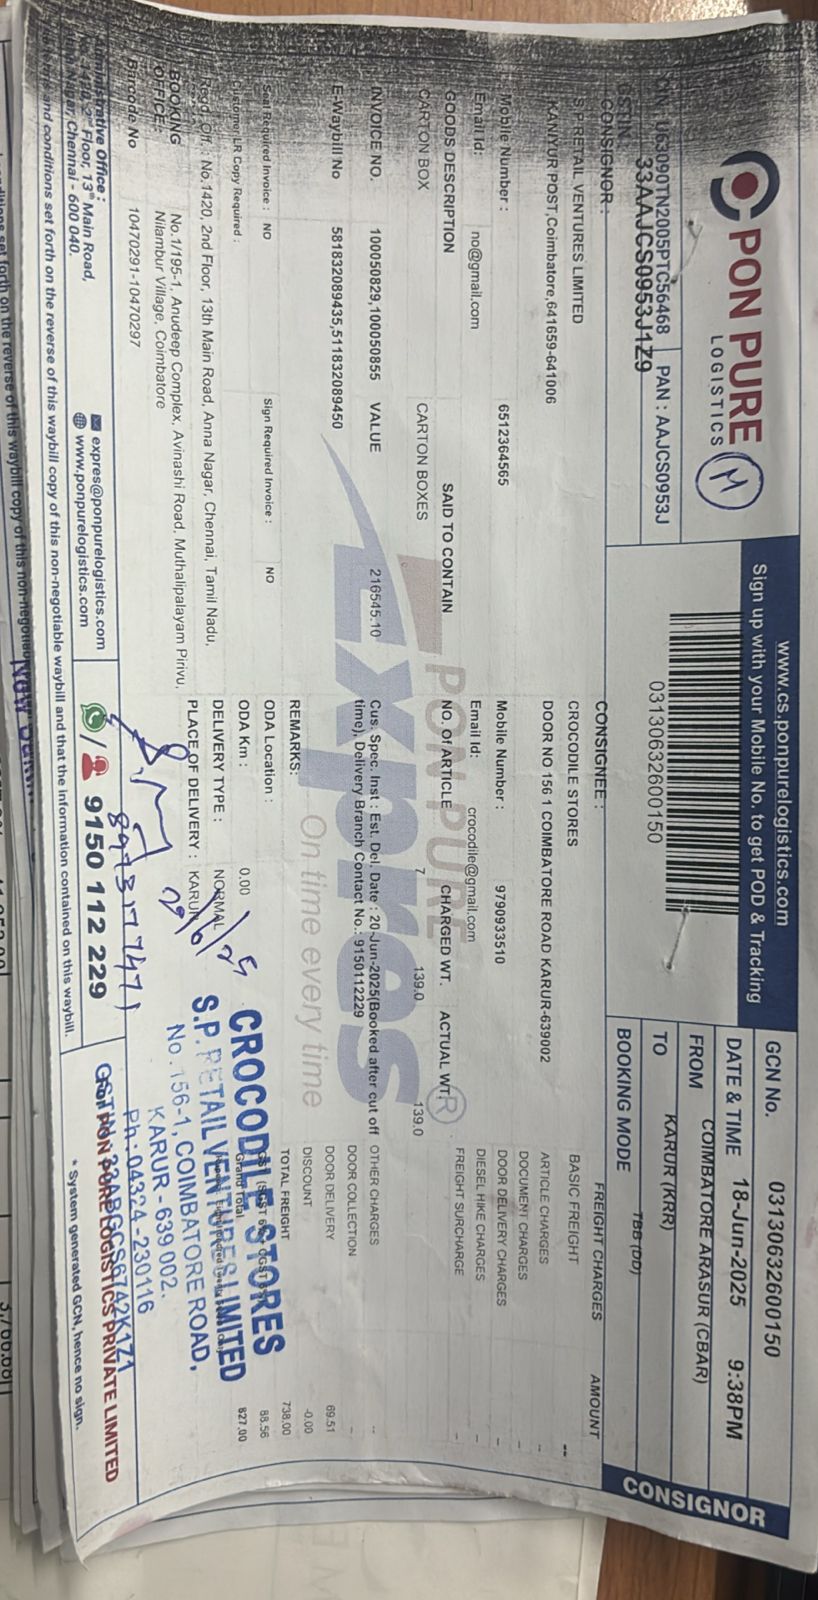 PON PURE
LOGISTICS
M
www.cs.ponpurelogistics.com
Sign up with your Mobile No. to get POD & Tracking
03130632600150
CIN: U63090TN2005PTC56468 PAN : AAJCS0953J
GSTIN: 33AAJCS0953J1Z9
GCN No. 03130632600150
DATE & TIME 18-Jun-2025 9:38PM
FROM COIMBATORE ARASUR (CBAR)
TO KARUR (KRR)
BOOKING MODE TBB (DD)
CONSIGNOR
CONSIGNOR :
S.P.RETAIL VENTURES LIMITED
KANIYUR POST,Coimbatore,641659-641006
Mobile Number : 6512364565
Email Id: no@gmail.com
CONSIGNEE :
CROCODILE STORES
DOOR NO 156 1 COIMBATORE ROAD KARUR-639002
Mobile Number : 9790933510
Email Id: crocodile@gmail.com
GOODS DESCRIPTION SAID TO CONTAIN NO. OF ARTICLE CHARGED WT. ACTUAL WT.
CARTON BOX CARTON BOXES 7 139.0 139.0
INVOICE NO. 100050829,100050855 VALUE 216545.10
E-Waybill No 581832089435,511832089450
Cus. Spec. Inst : Est. Del. Date : 20-Jun-2025(Booked after cut off
time), Delivery Branch Contact No.: 9150112229
REMARKS:
Seal Required Invoice : NO Sign Required Invoice : NO
Customer LR Copy Required :
ODA Location :
ODA Km : 0.00
DELIVERY TYPE : NORMAL
PLACE OF DELIVERY : KARUR
Regd. Off. : No.1420, 2nd Floor, 13th Main Road, Anna Nagar, Chennai, Tamil Nadu,
BOOKING OFFICE: No.1/195-1, Anudeep Complex, Avinashi Road, Muthalipalayam Pirivu,
Nilambur Village, Coimbatore
Barcode No 10470291-10470297
FREIGHT CHARGES AMOUNT
BASIC FREIGHT --
ARTICLE CHARGES -
DOCUMENT CHARGES -
DOOR DELIVERY CHARGES -
DIESEL HIKE CHARGES -
FREIGHT SURCHARGE -
OTHER CHARGES --
DOOR COLLECTION -
DOOR DELIVERY 69.51
DISCOUNT -0.00
TOTAL FREIGHT 738.00
88.56
Grand Total 827.00
PON PURE
Expres
R
On time every time
8973177471
CROCODILE STORES
S.P. RETAIL VENTURES LIMITED
No.156-1, COIMBATORE ROAD,
KARUR - 639 002.
Ph : 04324 - 230116
GSTIN : 33ABGCS6742K1Z1
Administrative Office :
2nd Floor, 13th Main Road,
Nagar, Chennai - 600 040.
expres@ponpurelogistics.com
www.ponpurelogistics.com
9150 112 229
PON PURE LOGISTICS PRIVATE LIMITED
terms and conditions set forth on the reverse of this waybill copy of this non-negotiable waybill and that the information contained on this waybill.
* System generated GCN, hence no sign.